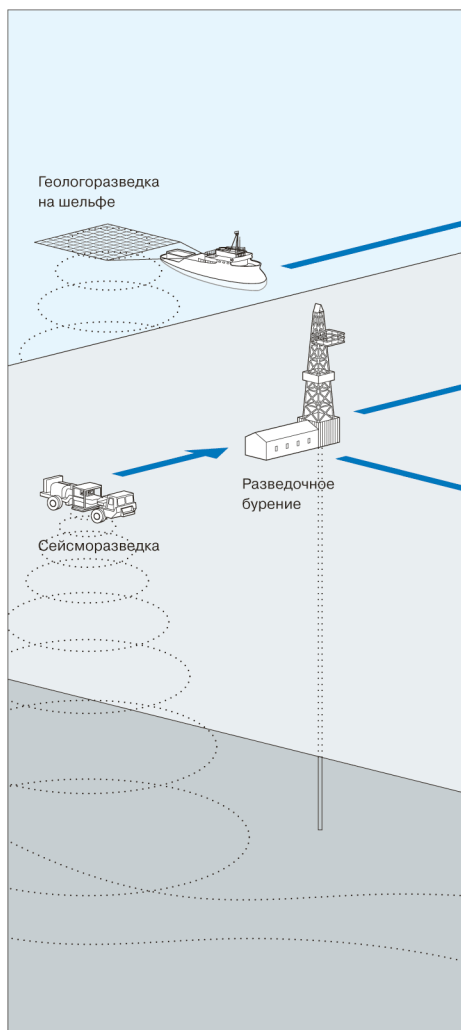 Геологоразведка
на шельфе
Разведочное
бурение
Сейсморазведка